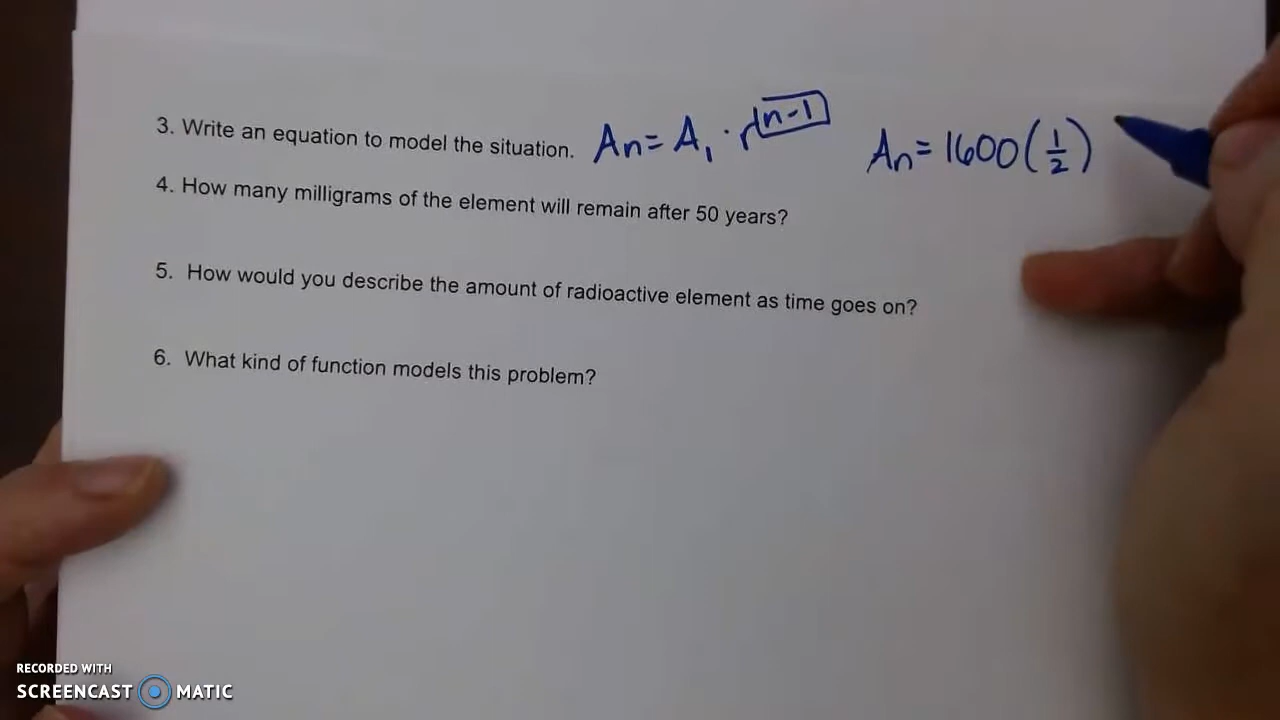 3. Write an equation to model the situation. An = A₁ · r^(n-1) An = 1600(1/2)
4. How many milligrams of the element will remain after 50 years?
5. How would you describe the amount of radioactive element as time goes on?
6. What kind of function models this problem?
RECORDED WITH
SCREENCAST MATIC